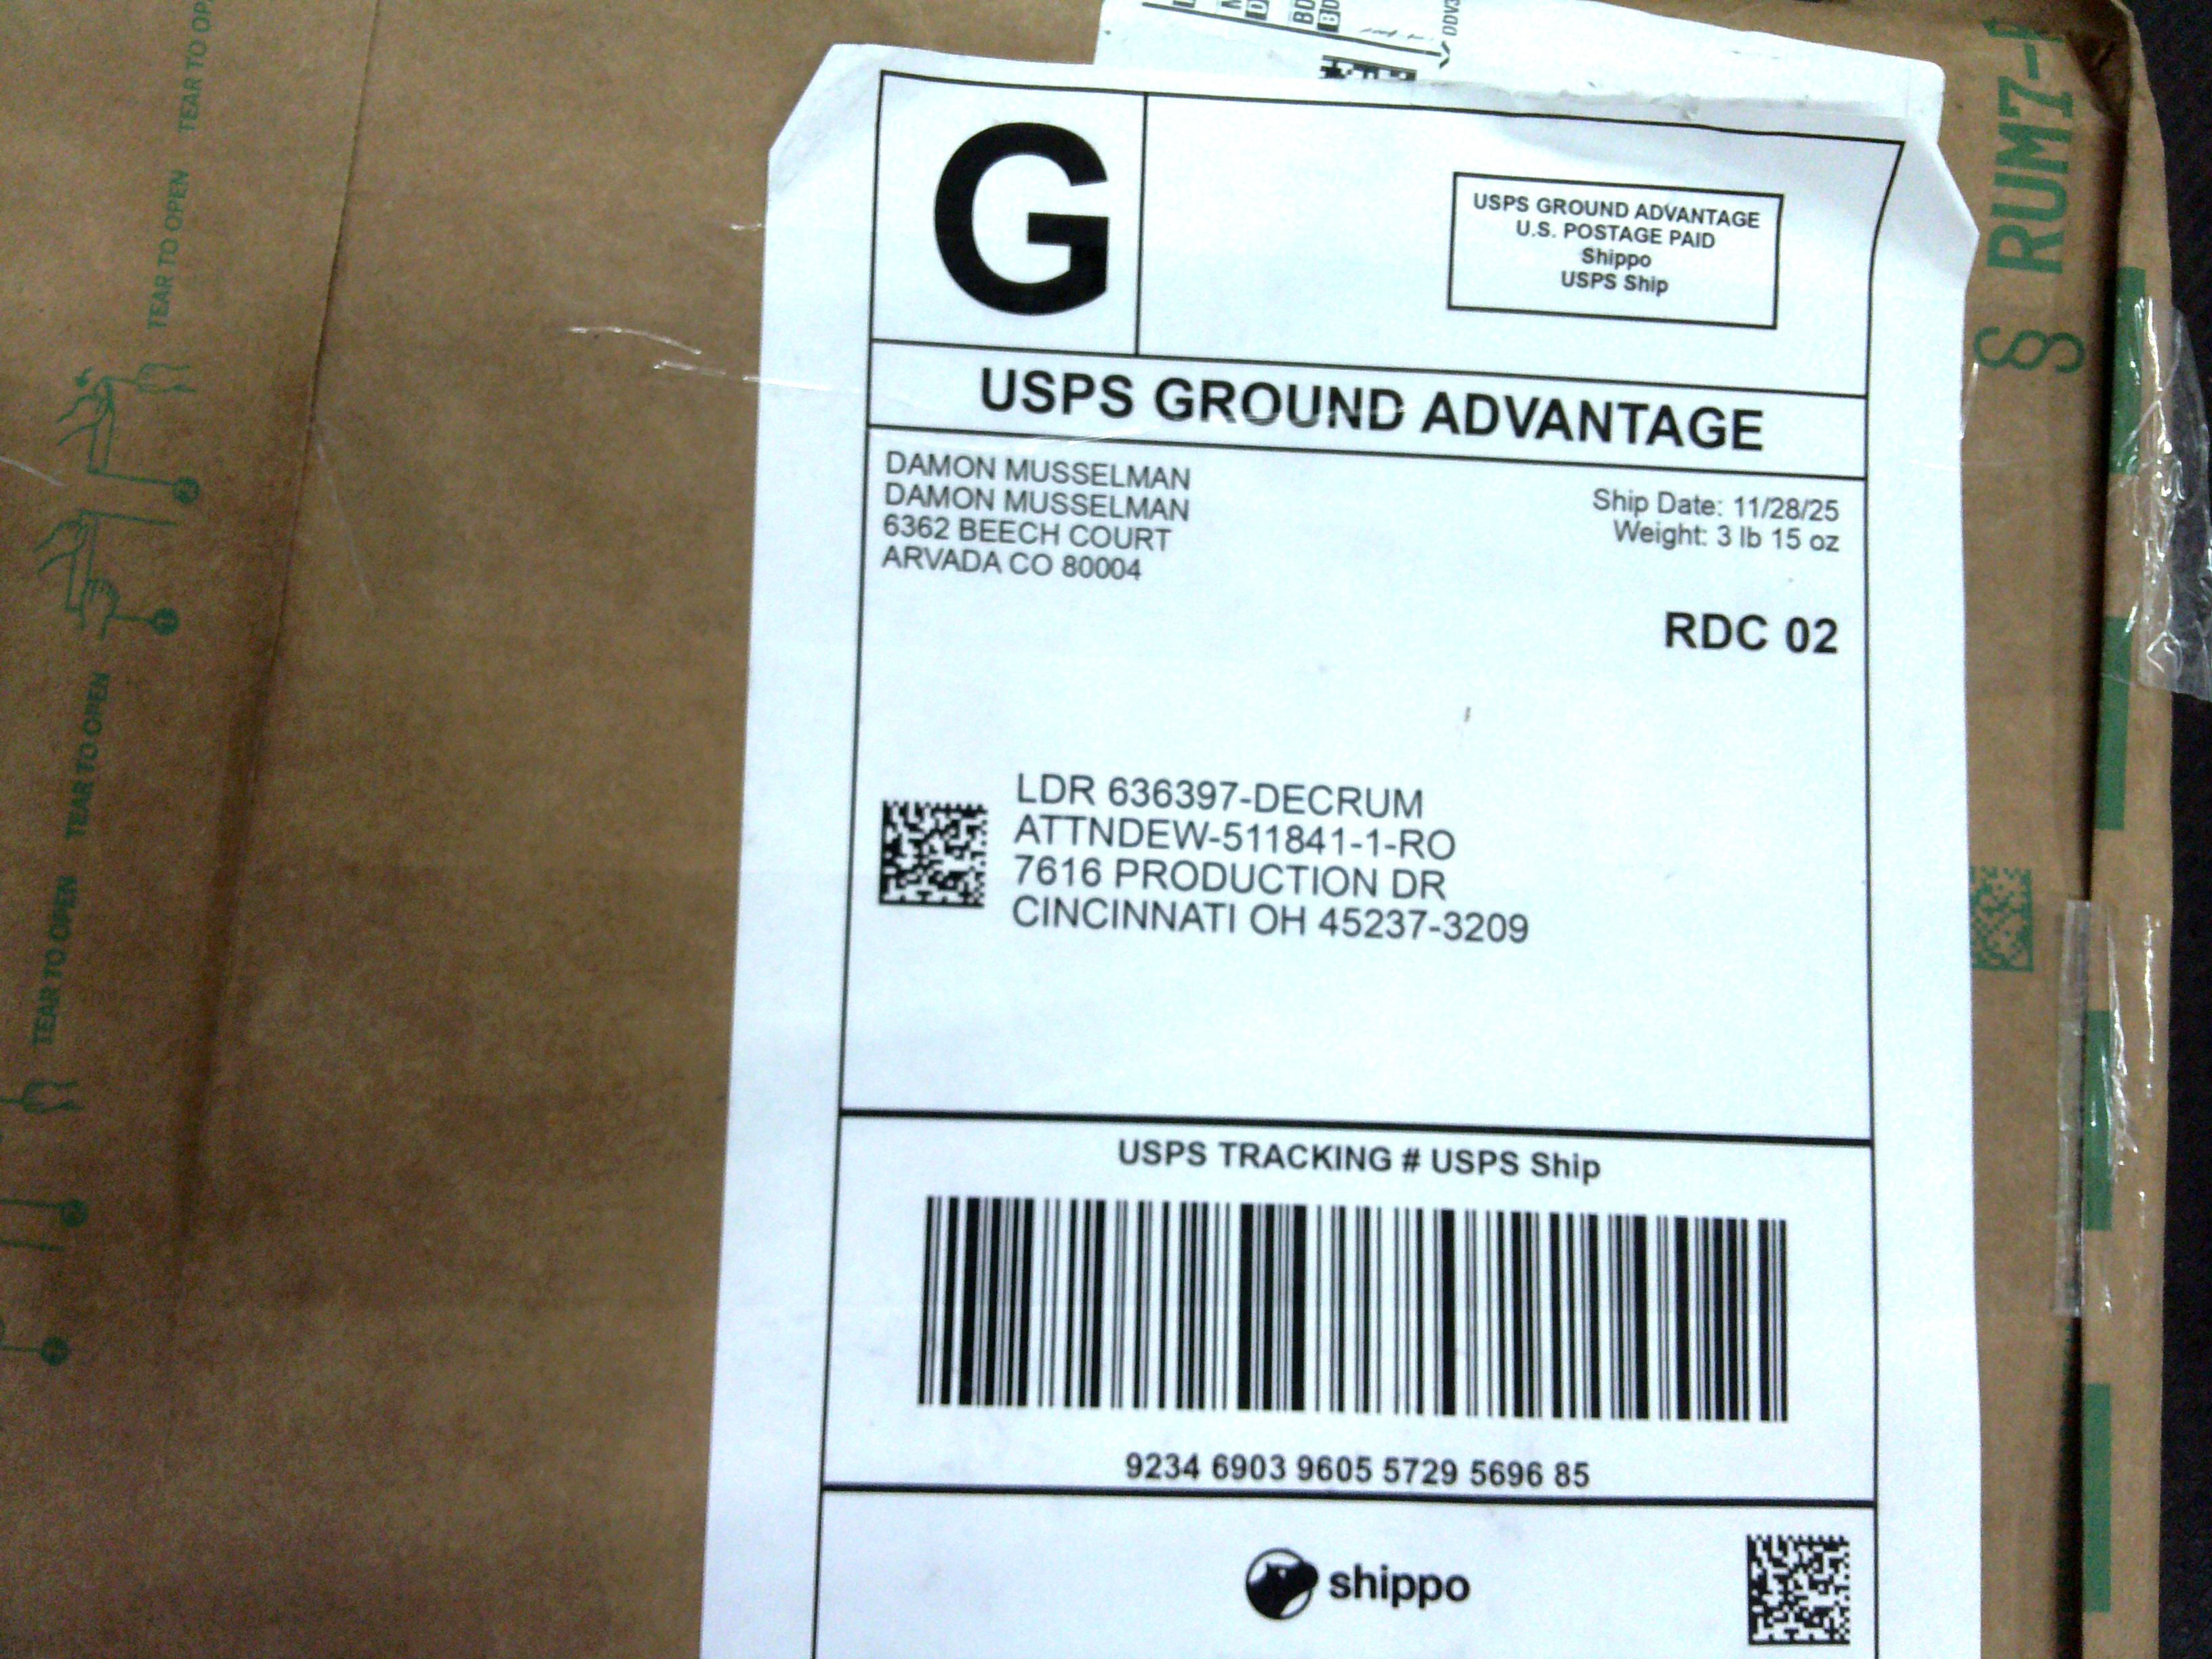 G
USPS GROUND ADVANTAGE
U.S. POSTAGE PAID
Shippo
USPS Ship
USPS GROUND ADVANTAGE
DAMON MUSSELMAN
DAMON MUSSELMAN
6362 BEECH COURT
ARVADA CO 80004
Ship Date: 11/28/25
Weight: 3 lb 15 oz
RDC 02
LDR 636397-DECRUM
ATTNDEW-511841-1-RO
7616 PRODUCTION DR
CINCINNATI OH 45237-3209
USPS TRACKING # USPS Ship
9234 6903 9605 5729 5696 85
shippo
RUM7-
TEAR TO OPEN
TEAR TO OPEN
TEAR TO OPEN
TEAR TO OPEN
2
1